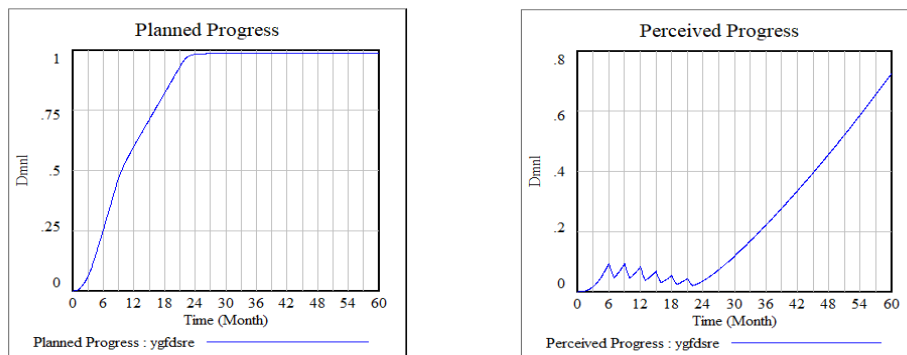 Planned Progress
1
.75
.5
.25
0
Dmnl
0 6 12 18 24 30 36 42 48 54 60
Time (Month)
Planned Progress : ygfdsre
Perceived Progress
.8
.6
.4
.2
0
Dmnl
0 6 12 18 24 30 36 42 48 54 60
Time (Month)
Perceived Progress : ygfdsre